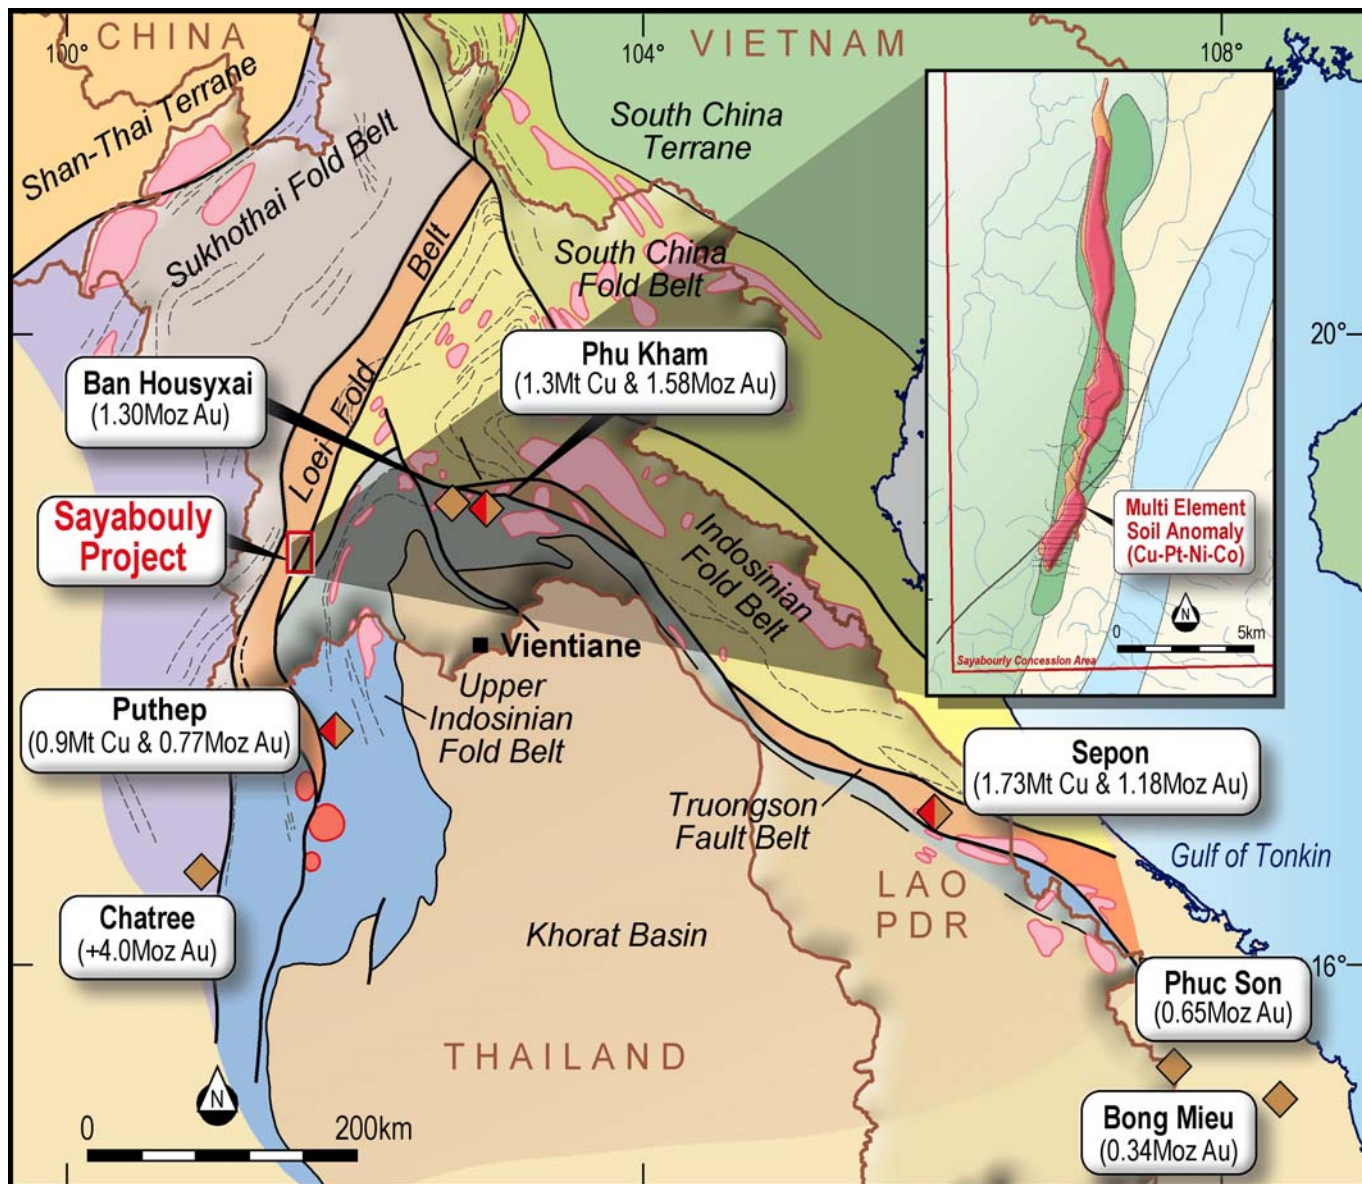 100°
104°
108°
CHINA
VIETNAM
Shan-Thai Terrane
Sukhothai Fold Belt
South China
Terrane
South China
Fold Belt
Loei Fold Belt
20°
Ban Housyxai
(1.30Moz Au)
Phu Kham
(1.3Mt Cu & 1.58Moz Au)
Sayabouly
Project
Indosinian
Fold Belt
Multi Element
Soil Anomaly
(Cu-Pt-Ni-Co)
N
0
5km
Sayabourly Concession Area
Vientiane
Upper
Indosinian
Fold Belt
Puthep
(0.9Mt Cu & 0.77Moz Au)
Sepon
(1.73Mt Cu & 1.18Moz Au)
Truongson
Fault Belt
Gulf of Tonkin
LAO
PDR
Chatree
(+4.0Moz Au)
Khorat Basin
16°
Phuc Son
(0.65Moz Au)
THAILAND
N
0
200km
Bong Mieu
(0.34Moz Au)